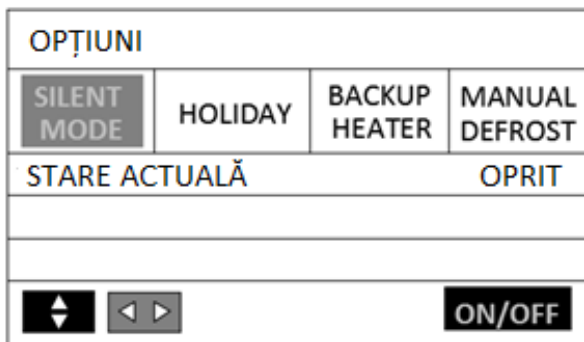 OPȚIUNI
SILENT MODE HOLIDAY BACKUP HEATER MANUAL DEFROST
STARE ACTUALĂ OPRIT
ON/OFF